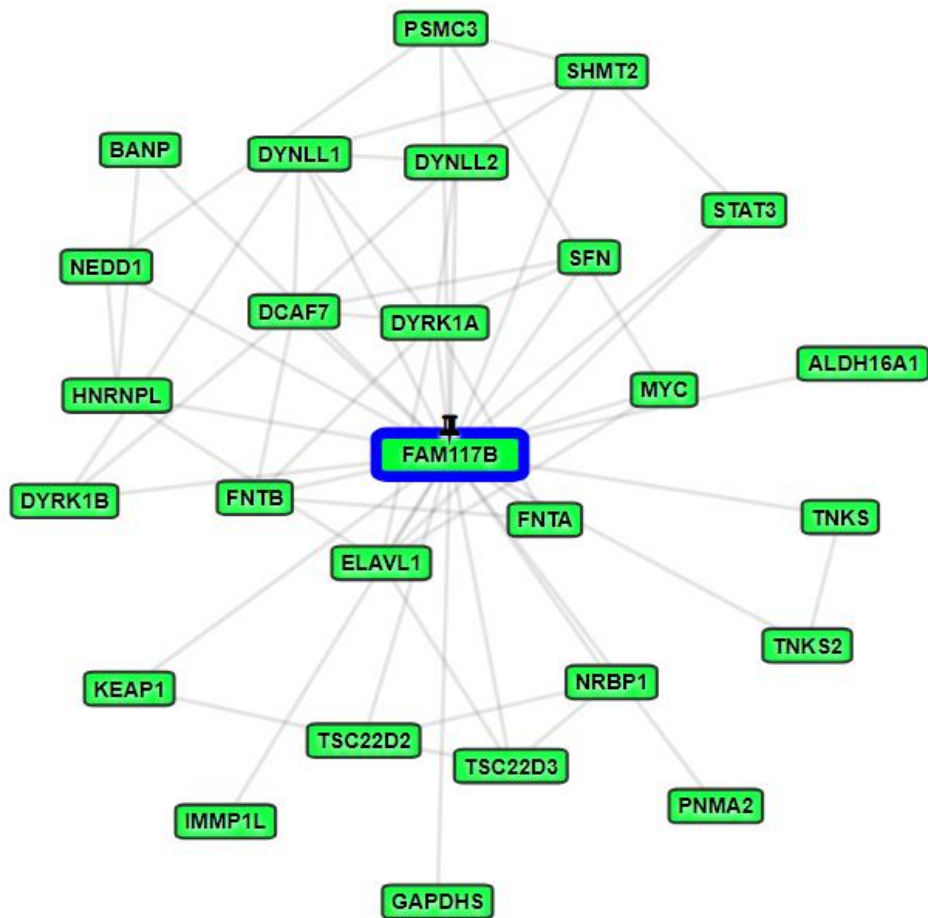 PSMC3
SHMT2
BANP
DYNLL1
DYNLL2
STAT3
NEDD1
SFN
DCAF7
DYRK1A
ALDH16A1
HNRNPL
MYC
FAM117B
DYRK1B
FNTB
FNTA
TNKS
ELAVL1
TNKS2
KEAP1
NRBP1
TSC22D2
TSC22D3
IMMP1L
PNMA2
GAPDHS